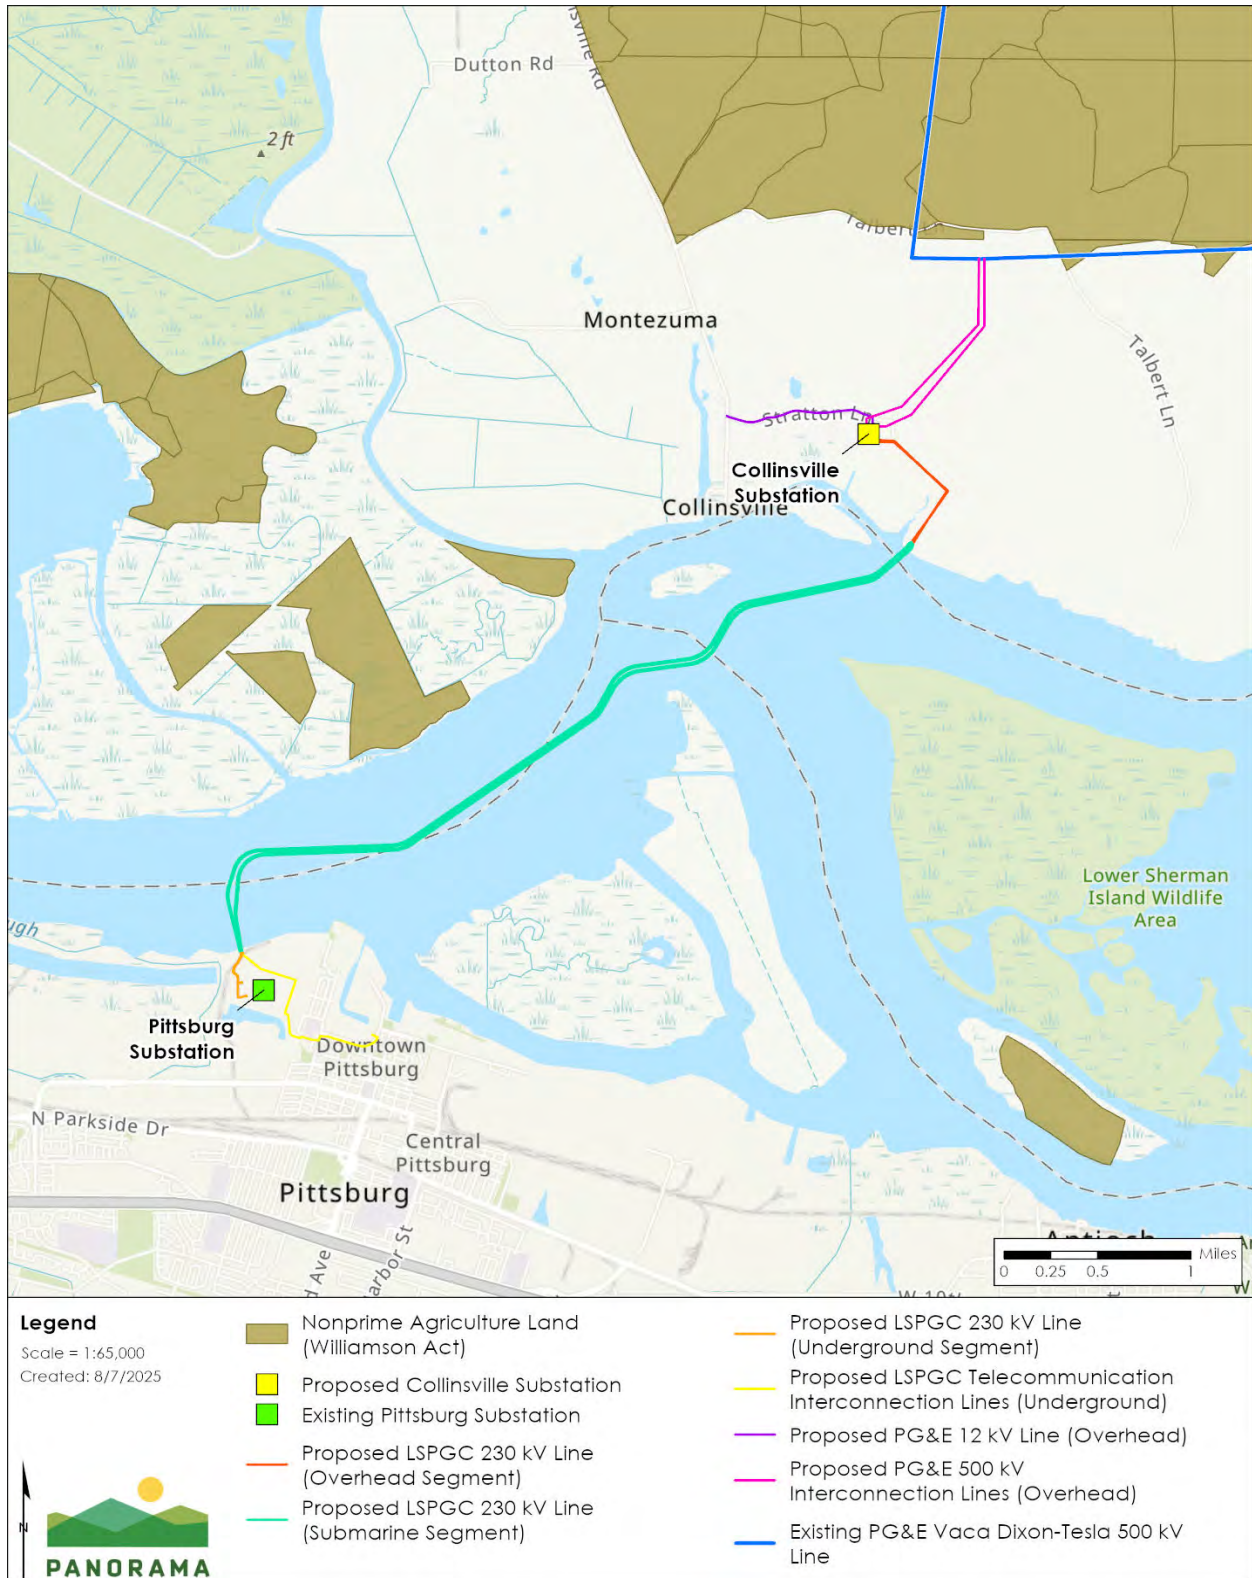 Dutton Rd
sville Rd
2 ft
Talbert Ln
Montezuma
Talbert Ln
Stratton Ln
Collinsville
Substation
Collinsville
Lower Sherman
Island Wildlife
Area
ugh
Pittsburg
Substation
Downtown
Pittsburg
N Parkside Dr
Central
Pittsburg
Pittsburg
d Ave
arbor St
Antioch
Miles
0 0.25 0.5 1
Legend
Scale = 1:65,000
Created: 8/7/2025
N
PANORAMA
Nonprime Agriculture Land
(Williamson Act)
Proposed Collinsville Substation
Existing Pittsburg Substation
Proposed LSPGC 230 kV Line
(Overhead Segment)
Proposed LSPGC 230 kV Line
(Submarine Segment)
Proposed LSPGC 230 kV Line
(Underground Segment)
Proposed LSPGC Telecommunication
Interconnection Lines (Underground)
Proposed PG&E 12 kV Line (Overhead)
Proposed PG&E 500 kV
Interconnection Lines (Overhead)
Existing PG&E Vaca Dixon-Tesla 500 kV
Line